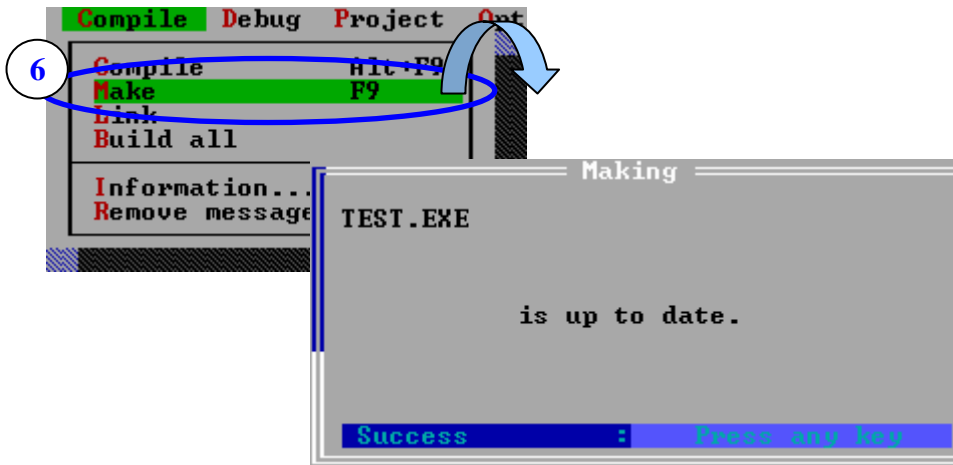 Compile Debug Project Opt
6
Compile Alt+F9
Make F9
Link
Build all
Information...
Remove message
Making
TEST.EXE
is up to date.
Success : Press any key